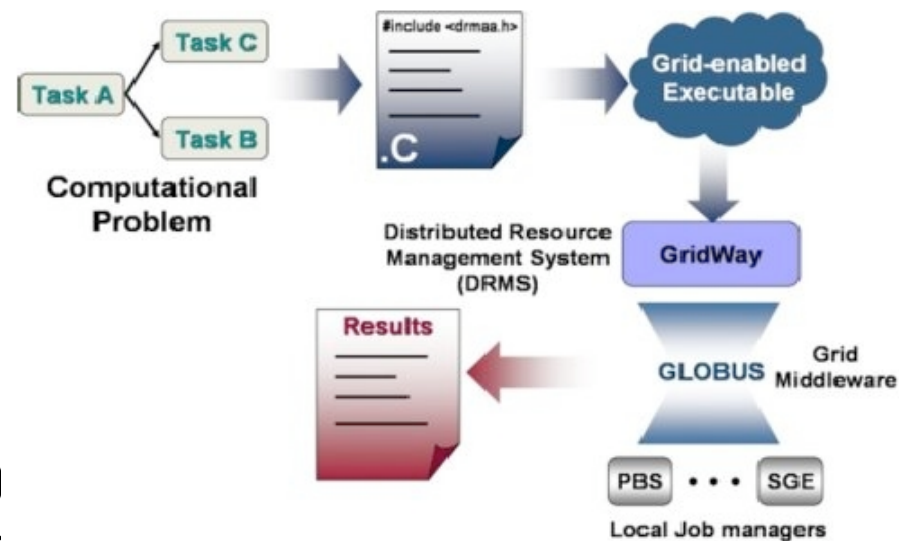 Task C
Task A
Task B
Computational
Problem
#include <drmaa.h>
.C
Grid-enabled
Executable
Distributed Resource
Management System
(DRMS)
GridWay
Results
GLOBUS
Grid
Middleware
PBS • • • SGE
Local Job managers